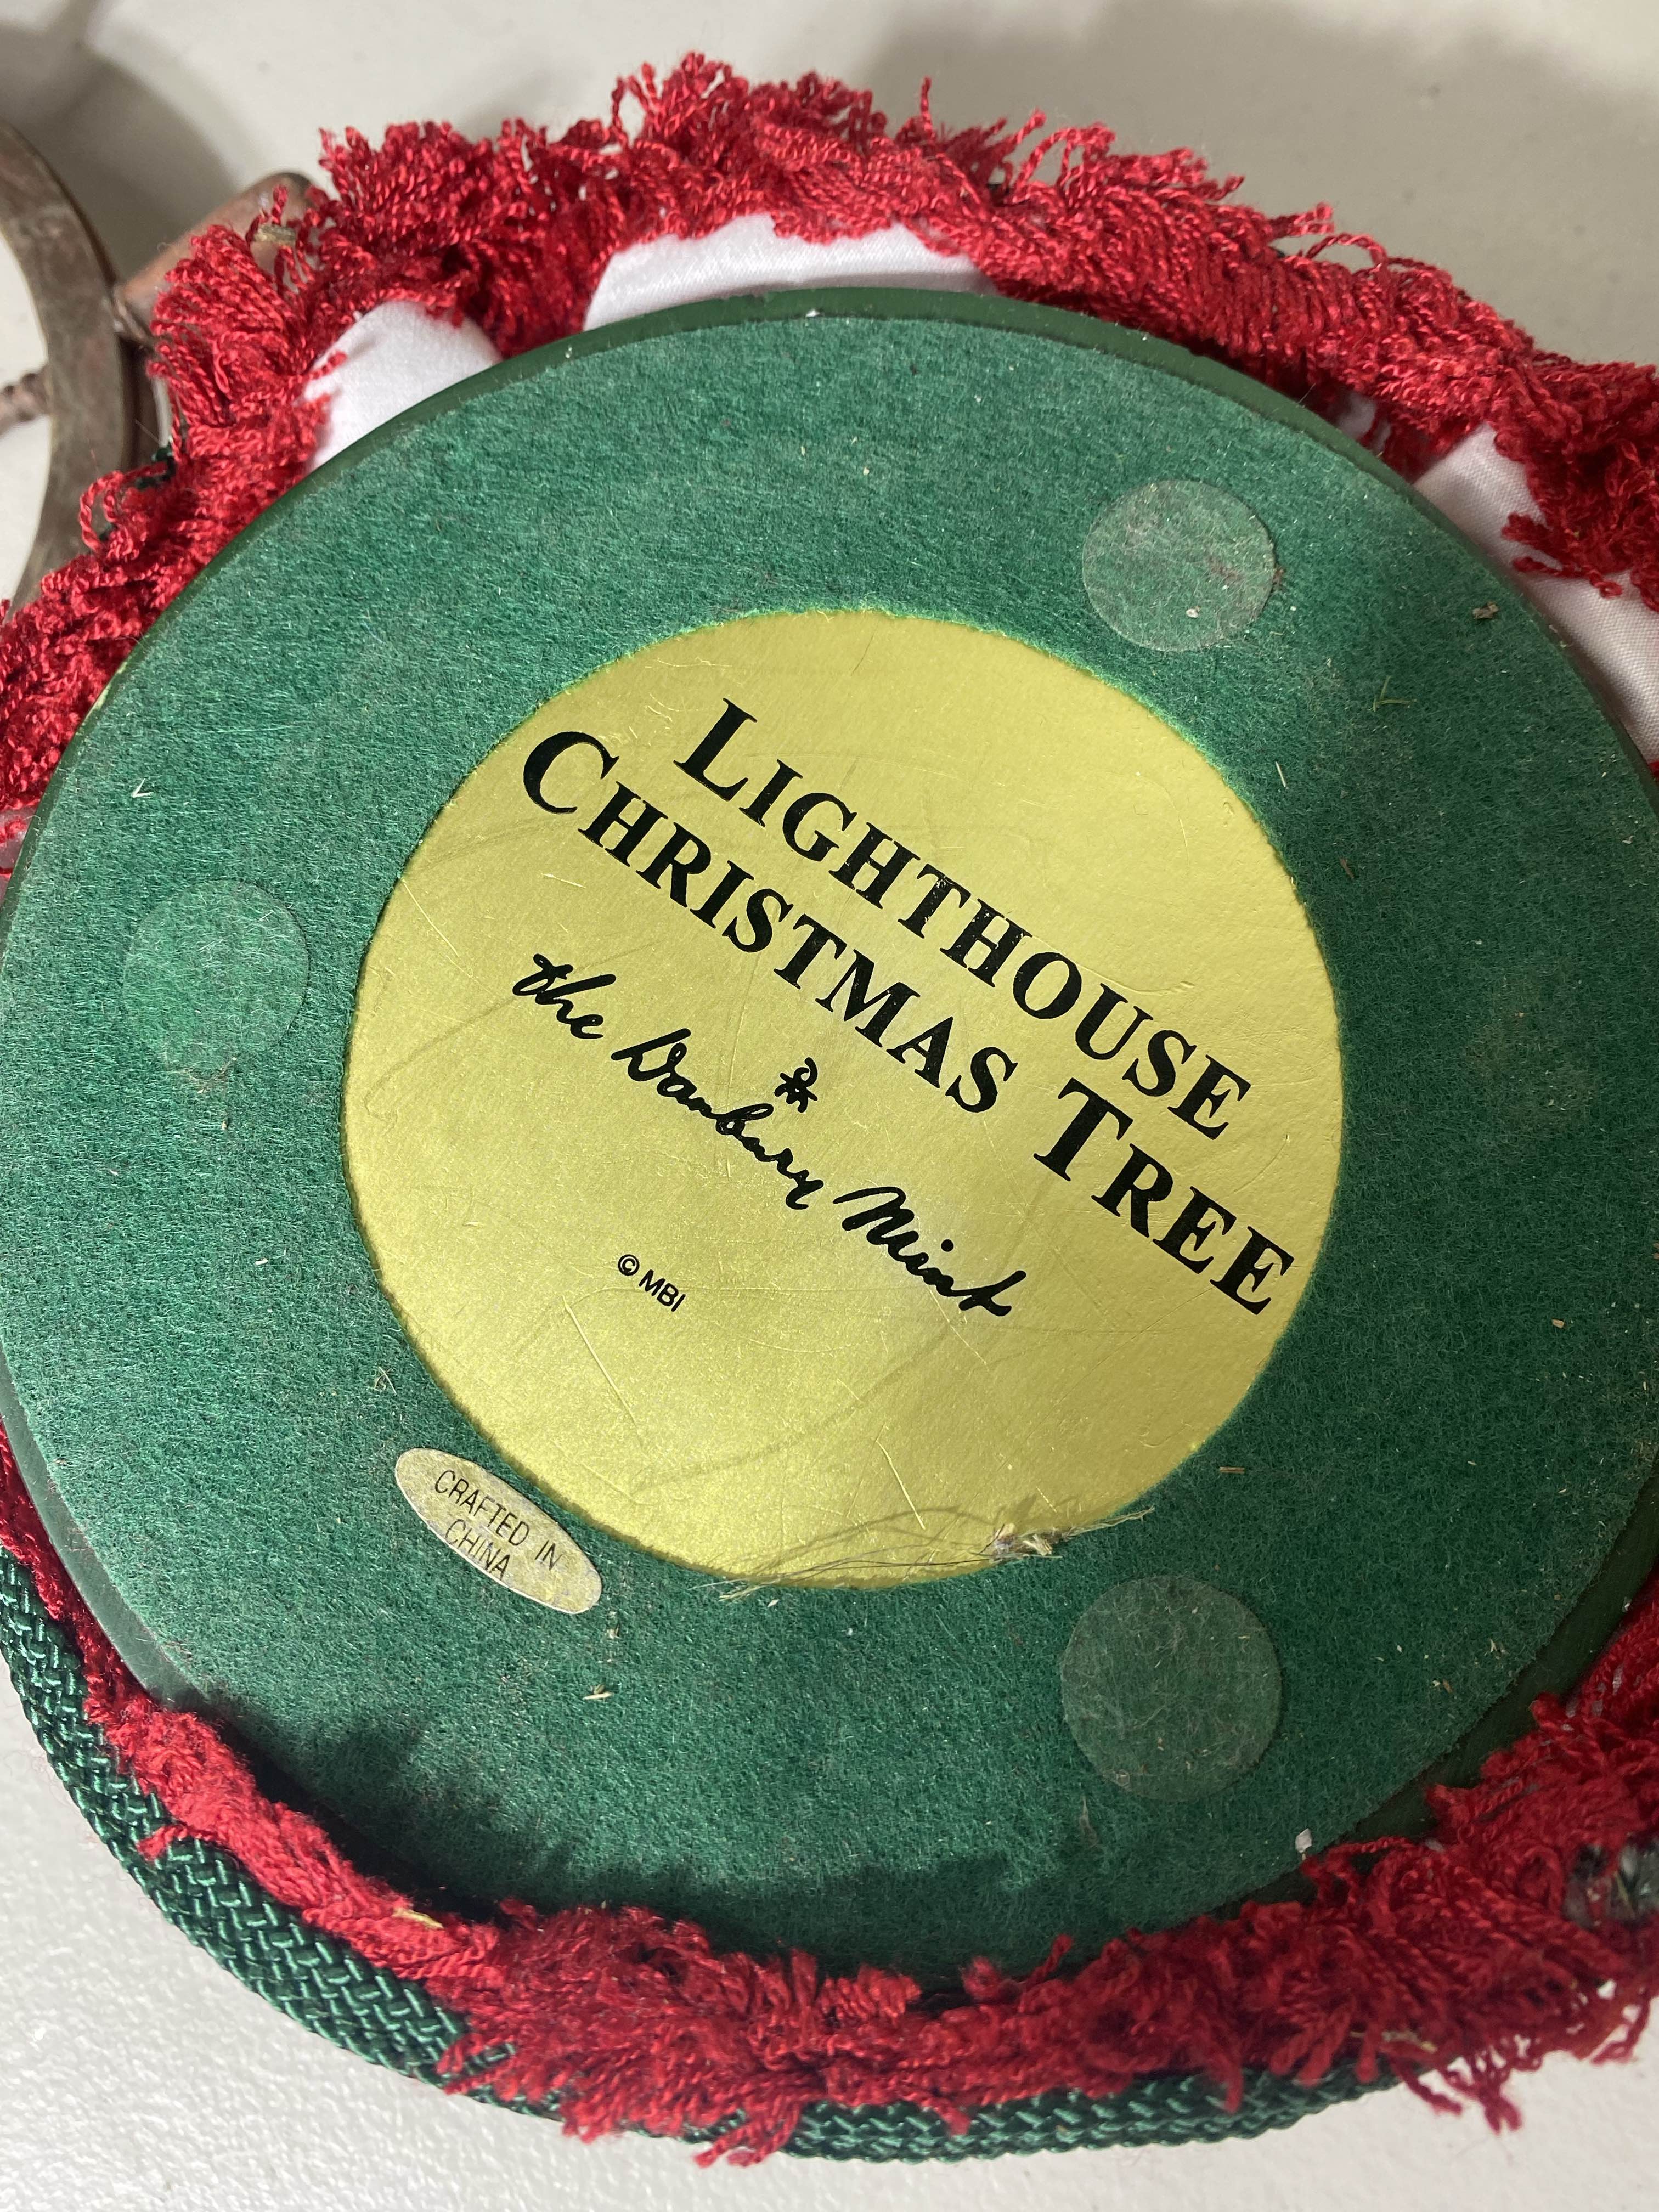 LIGHTHOUSE
CHRISTMAS TREE
the Danbury Mint
© MBI
CRAFTED IN
CHINA